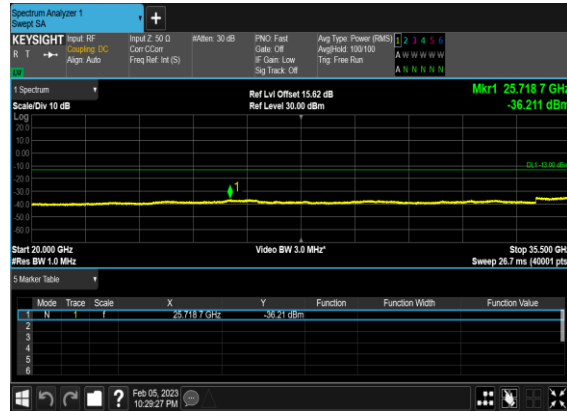 Spectrum Analyzer 1
Swept SA
+
KEYSIGHT Input: RF Input Z: 50 Ω #Atten: 30 dB PNO: Fast Avg Type: Power (RMS) 1 2 3 4 5 6
R T Coupling: DC Corr CCorr Gate: Off Avg|Hold: 100/100 A W W W W W
Align: Auto Freq Ref: Int (S) IF Gain: Low Trig: Free Run
Sig Track: Off A N N N N N
1 Spectrum Ref Lvl Offset 15.62 dB Mkr1 25.718 7 GHz
Scale/Div 10 dB Ref Level 30.00 dBm -36.211 dBm
Log
20.0
10.0
0.00
-10.0 DL1 -13.00 dBm
-20.0
-30.0 1
-40.0
-50.0
-60.0
Start 20.000 GHz Video BW 3.0 MHz* Stop 35.500 GHz
#Res BW 1.0 MHz Sweep 26.7 ms (40001 pts)
5 Marker Table
Mode Trace Scale X Y Function Function Width Function Value
1 N 1 f 25.718 7 GHz -36.21 dBm
2
3
4
5
6
? Feb 05, 2023
10:29:27 PM